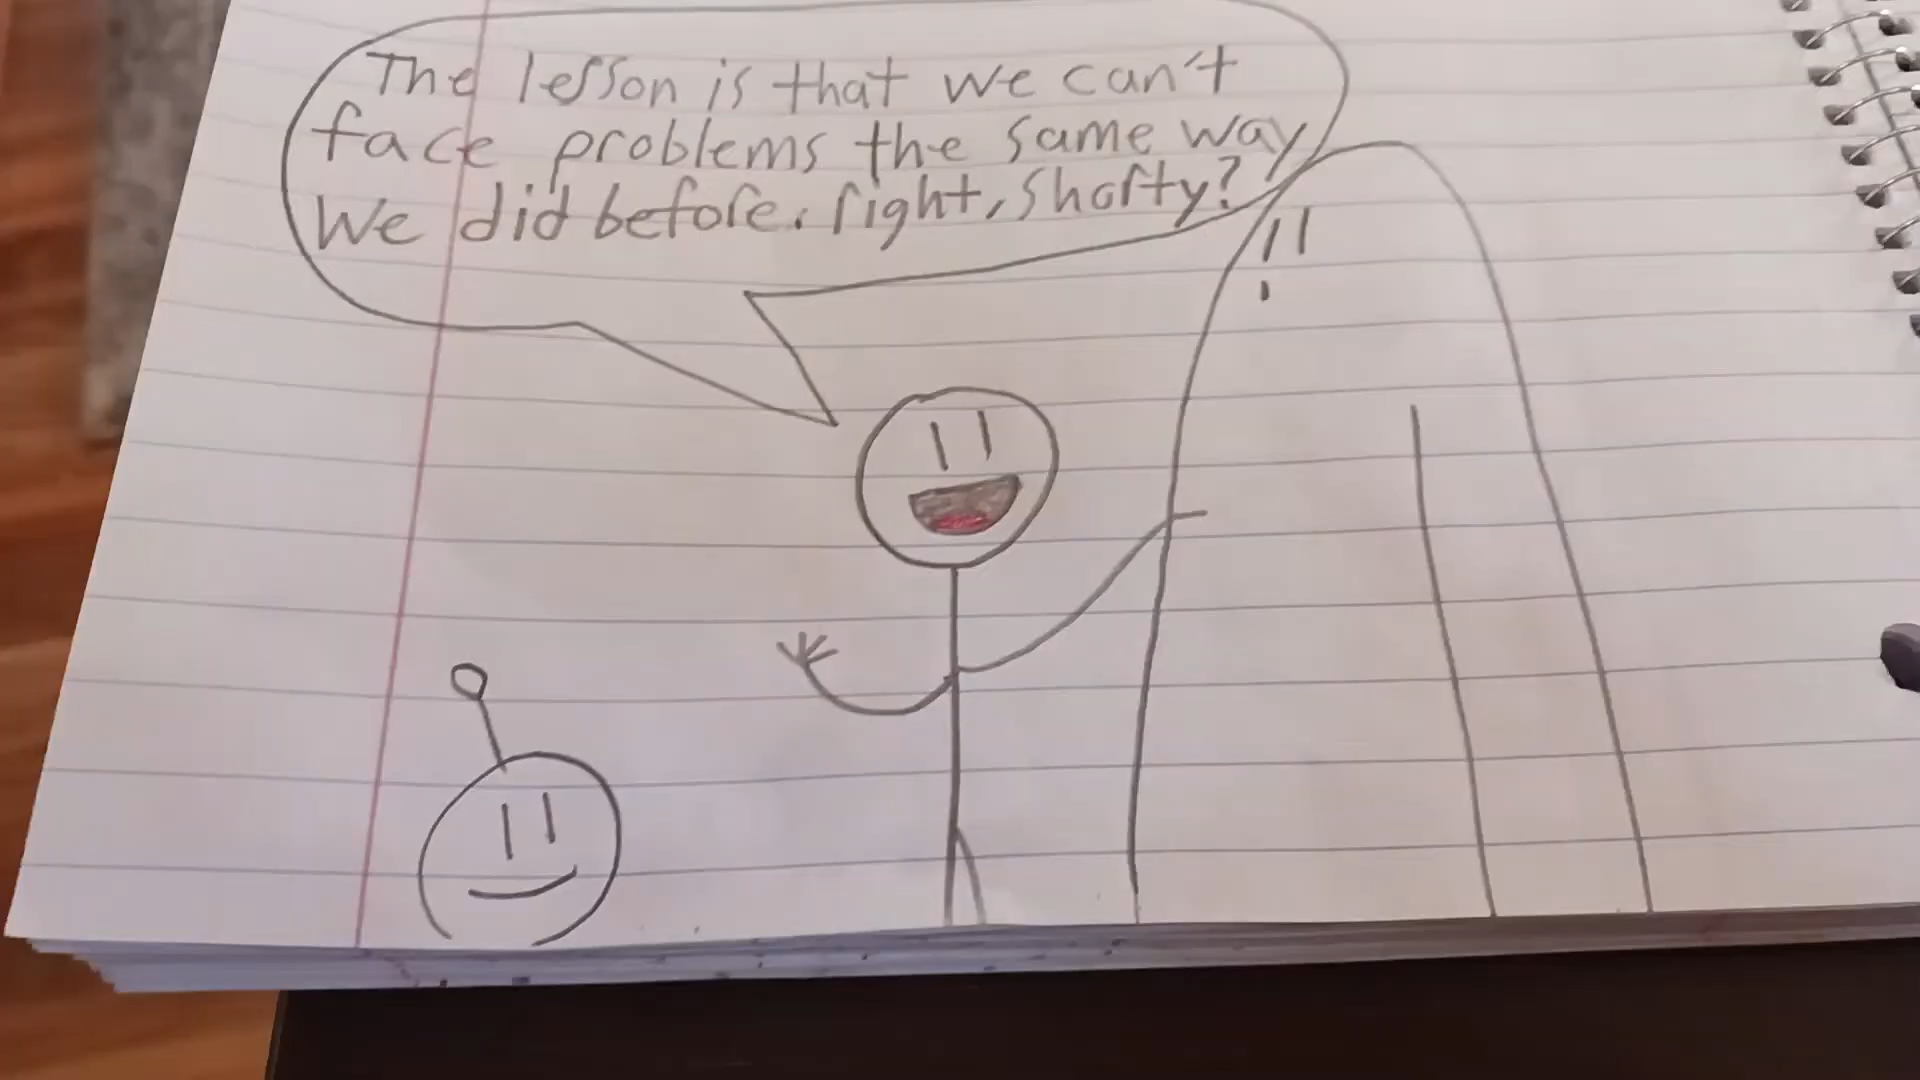 The lesson is that we can't
face problems the same way
We did before. right, shorty?